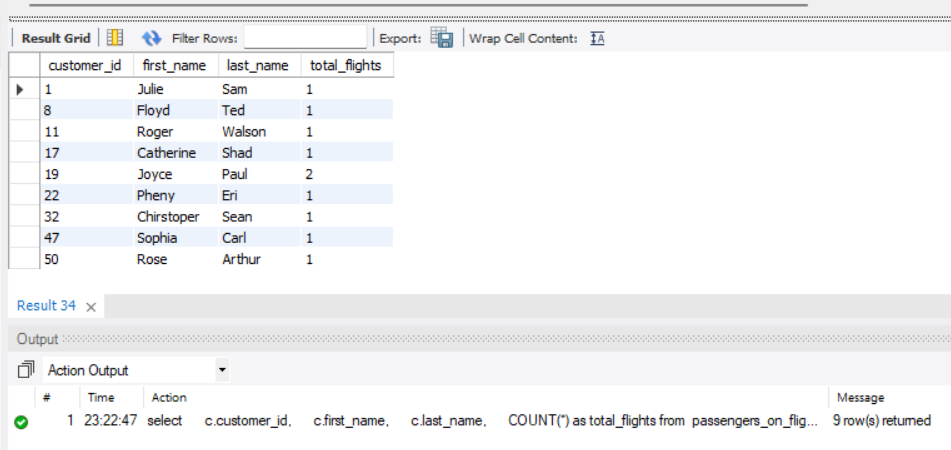 Result Grid Filter Rows: Export: Wrap Cell Content: IA
customer_id first_name last_name total_flights
1 Julie Sam 1
8 Floyd Ted 1
11 Roger Walson 1
17 Catherine Shad 1
19 Joyce Paul 2
22 Pheny Eri 1
32 Chirstoper Sean 1
47 Sophia Carl 1
50 Rose Arthur 1
Result 34 ×
Output
Action Output
# Time Action Message
1 23:22:47 select c.customer_id, c.first_name, c.last_name, COUNT(*) as total_flights from passengers_on_flig... 9 row(s) returned